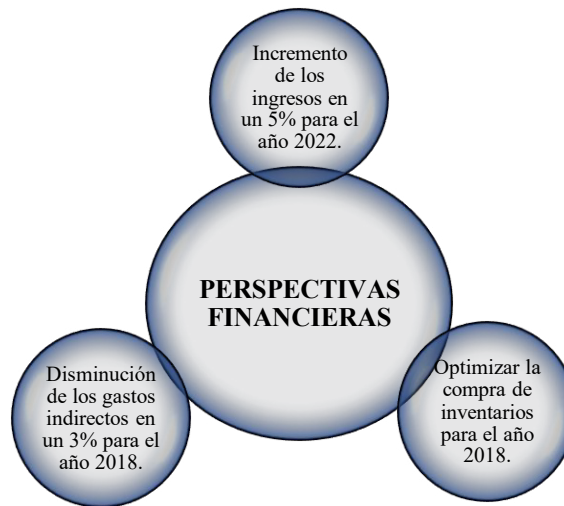 Incremento
de los
ingresos en
un 5% para el
año 2022.
PERSPECTIVAS
FINANCIERAS
Disminución
de los gastos
indirectos en
un 3% para el
año 2018.
Optimizar la
compra de
inventarios
para el año
2018.